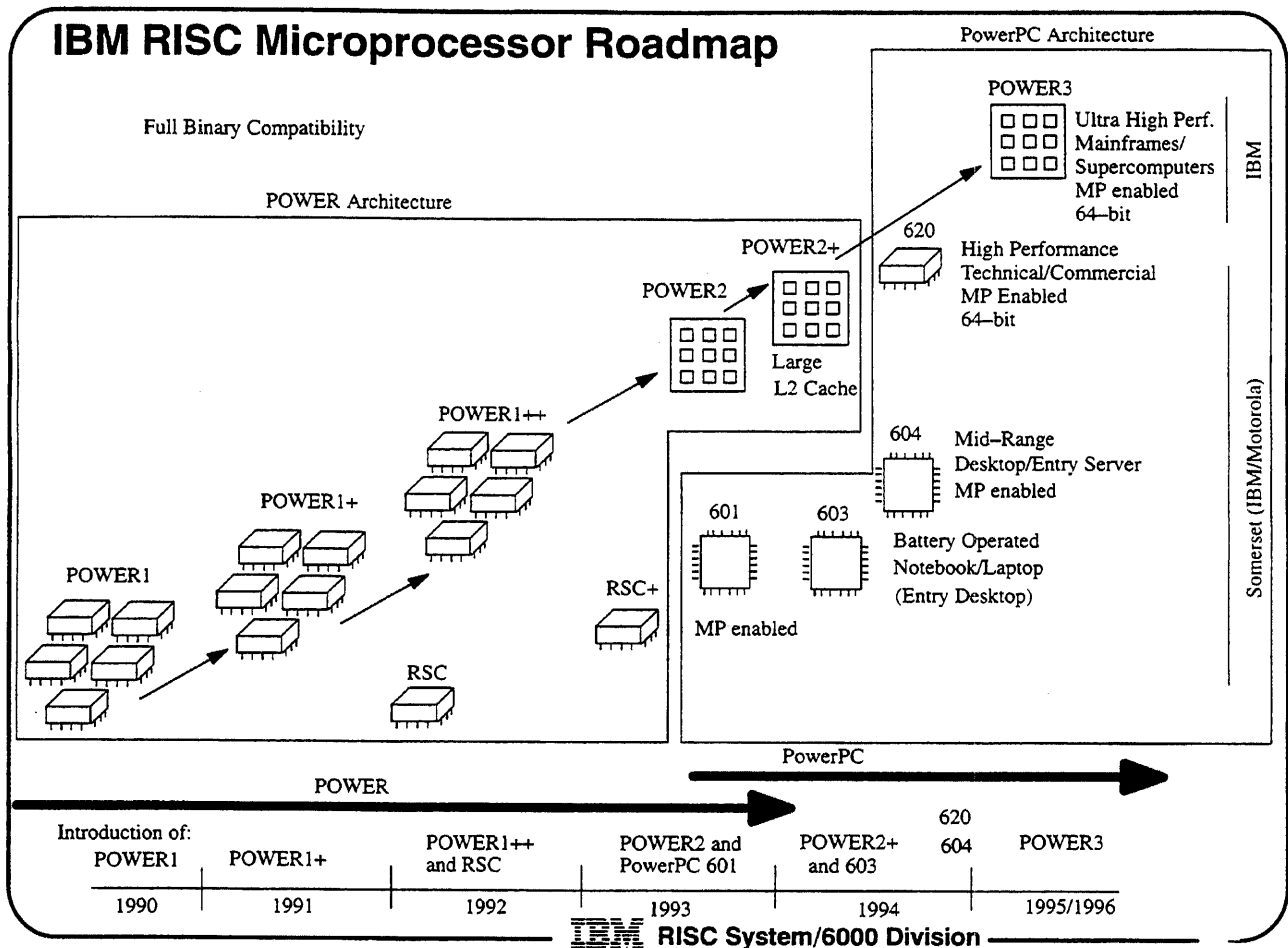 IBM RISC Microprocessor Roadmap
PowerPC Architecture
Full Binary Compatibility
POWER Architecture
POWER3
Ultra High Perf.
Mainframes/
Supercomputers
MP enabled
64–bit
IBM
620
High Performance
Technical/Commercial
MP Enabled
64–bit
POWER2+
Large
L2 Cache
POWER2
POWER1++
POWER1+
POWER1
RSC
RSC+
604
Mid–Range
Desktop/Entry Server
MP enabled
601
MP enabled
603
Battery Operated
Notebook/Laptop
(Entry Desktop)
Somerset (IBM/Motorola)
PowerPC
POWER
Introduction of:
POWER1
POWER1+
POWER1++
and RSC
POWER2 and
PowerPC 601
POWER2+
and 603
620
604
POWER3
1990
1991
1992
1993
1994
1995/1996
IBM RISC System/6000 Division